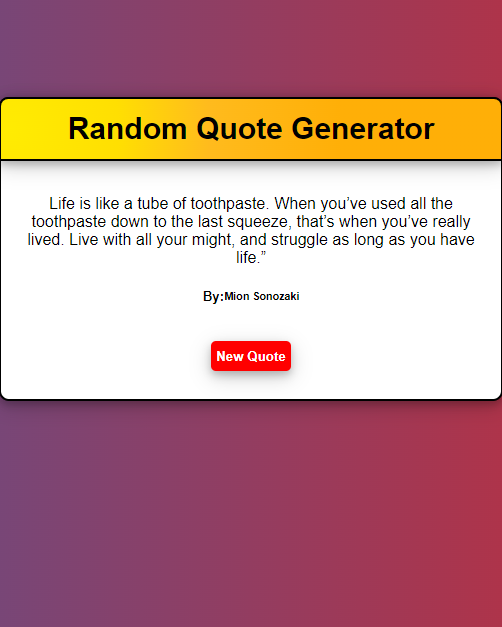 Random Quote Generator
Life is like a tube of toothpaste. When you’ve used all the
toothpaste down to the last squeeze, that’s when you’ve really
lived. Live with all your might, and struggle as long as you have
life.”
By:Mion Sonozaki
New Quote